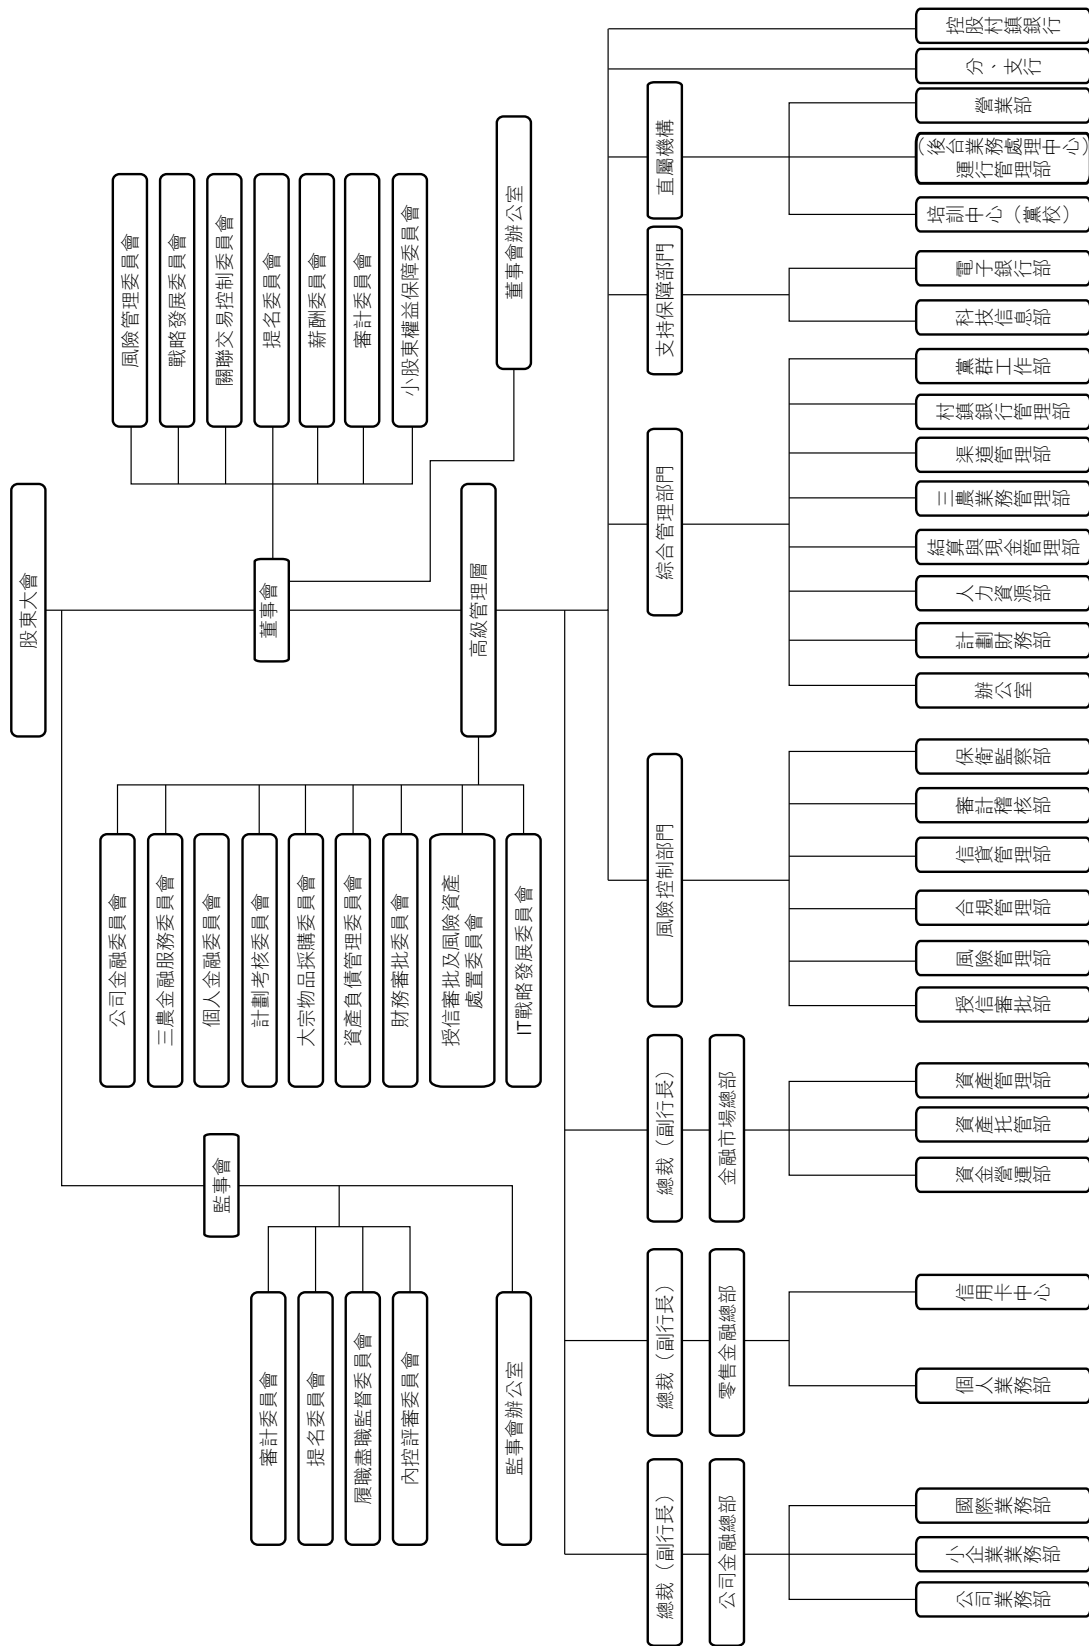 股東大會
監事會
審計委員會
提名委員會
履職盡職監督委員會
內控評審委員會
監事會辦公室
董事會
風險管理委員會
戰略發展委員會
關聯交易控制委員會
提名委員會
薪酬委員會
審計委員會
小股東權益保障委員會
董事會辦公室
高級管理層
公司金融委員會
三農金融服務委員會
個人金融委員會
計劃考核委員會
大宗物品採購委員會
資產負債管理委員會
財務審批委員會
授信審批及風險資產
處置委員會
IT戰略發展委員會
總裁（副行長）
公司金融總部
公司業務部
小企業業務部
國際業務部
總裁（副行長）
零售金融總部
個人業務部
信用卡中心
總裁（副行長）
金融市場總部
資金營運部
資產托管部
資產管理部
風險控制部門
授信審批部
風險管理部
合規管理部
信貸管理部
審計稽核部
保衛監察部
綜合管理部門
辦公室
計劃財務部
人力資源部
結算與現金管理部
三農業務管理部
渠道管理部
村鎮銀行管理部
黨群工作部
支持保障部門
科技信息部
電子銀行部
直屬機構
培訓中心（黨校）
（後台業務處理中心）
運行管理部
營業部
分、支行
控股村鎮銀行